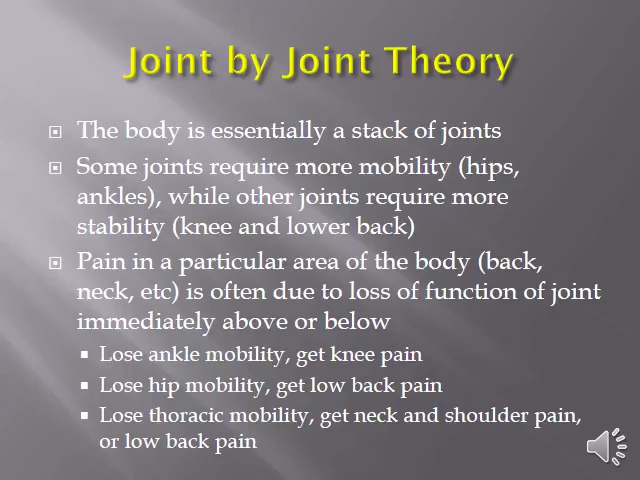 Joint by Joint Theory
The body is essentially a stack of joints
Some joints require more mobility (hips,
ankles), while other joints require more
stability (knee and lower back)
Pain in a particular area of the body (back,
neck, etc) is often due to loss of function of joint
immediately above or below
Lose ankle mobility, get knee pain
Lose hip mobility, get low back pain
Lose thoracic mobility, get neck and shoulder pain,
or low back pain